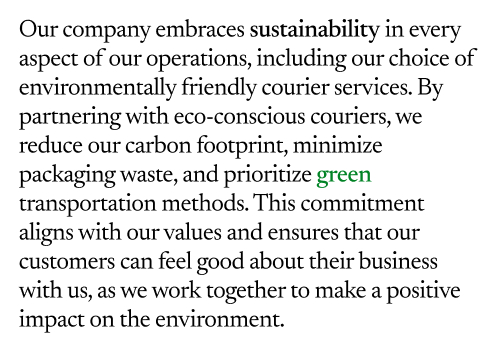 Our company embraces sustainability in every
aspect of our operations, including our choice of
environmentally friendly courier services. By
partnering with eco-conscious couriers, we
reduce our carbon footprint, minimize
packaging waste, and prioritize green
transportation methods. This commitment
aligns with our values and ensures that our
customers can feel good about their business
with us, as we work together to make a positive
impact on the environment.